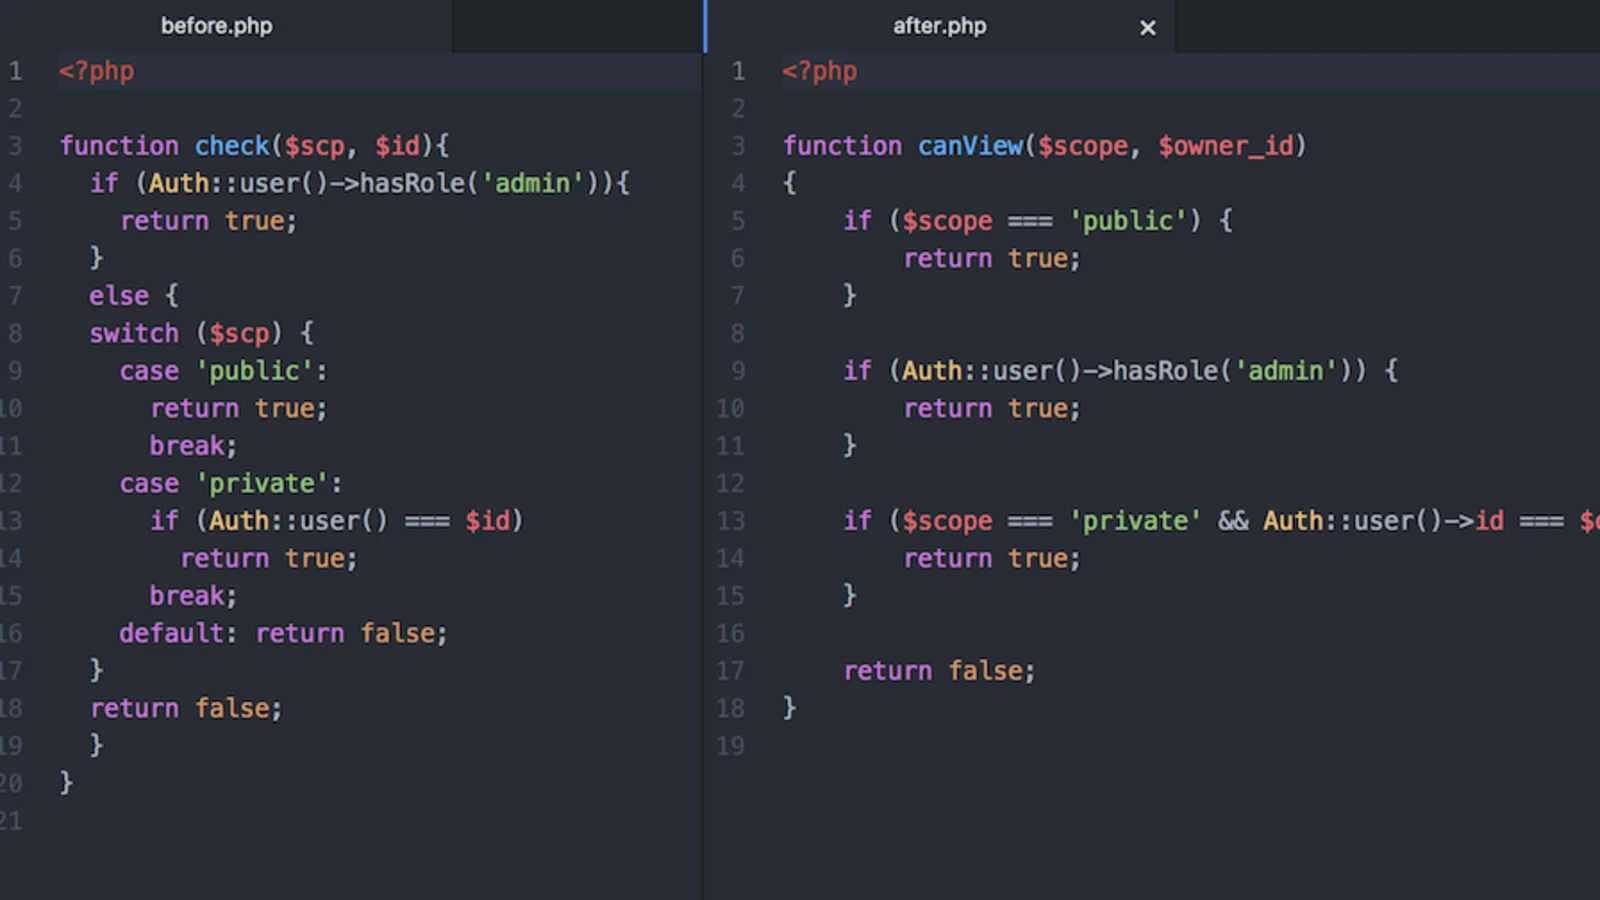 before.php
1 <?php
2
3 function check($scp, $id){
4 if (Auth::user()->hasRole('admin')){
5 return true;
6 }
7 else {
8 switch ($scp) {
9 case 'public':
10 return true;
11 break;
12 case 'private':
13 if (Auth::user() === $id)
14 return true;
15 break;
16 default: return false;
17 }
18 return false;
19 }
20 }
21
after.php ×
1 <?php
2
3 function canView($scope, $owner_id)
4 {
5 if ($scope === 'public') {
6 return true;
7 }
8
9 if (Auth::user()->hasRole('admin')) {
10 return true;
11 }
12
13 if ($scope === 'private' && Auth::user()->id ===
14 return true;
15 }
16
17 return false;
18 }
19